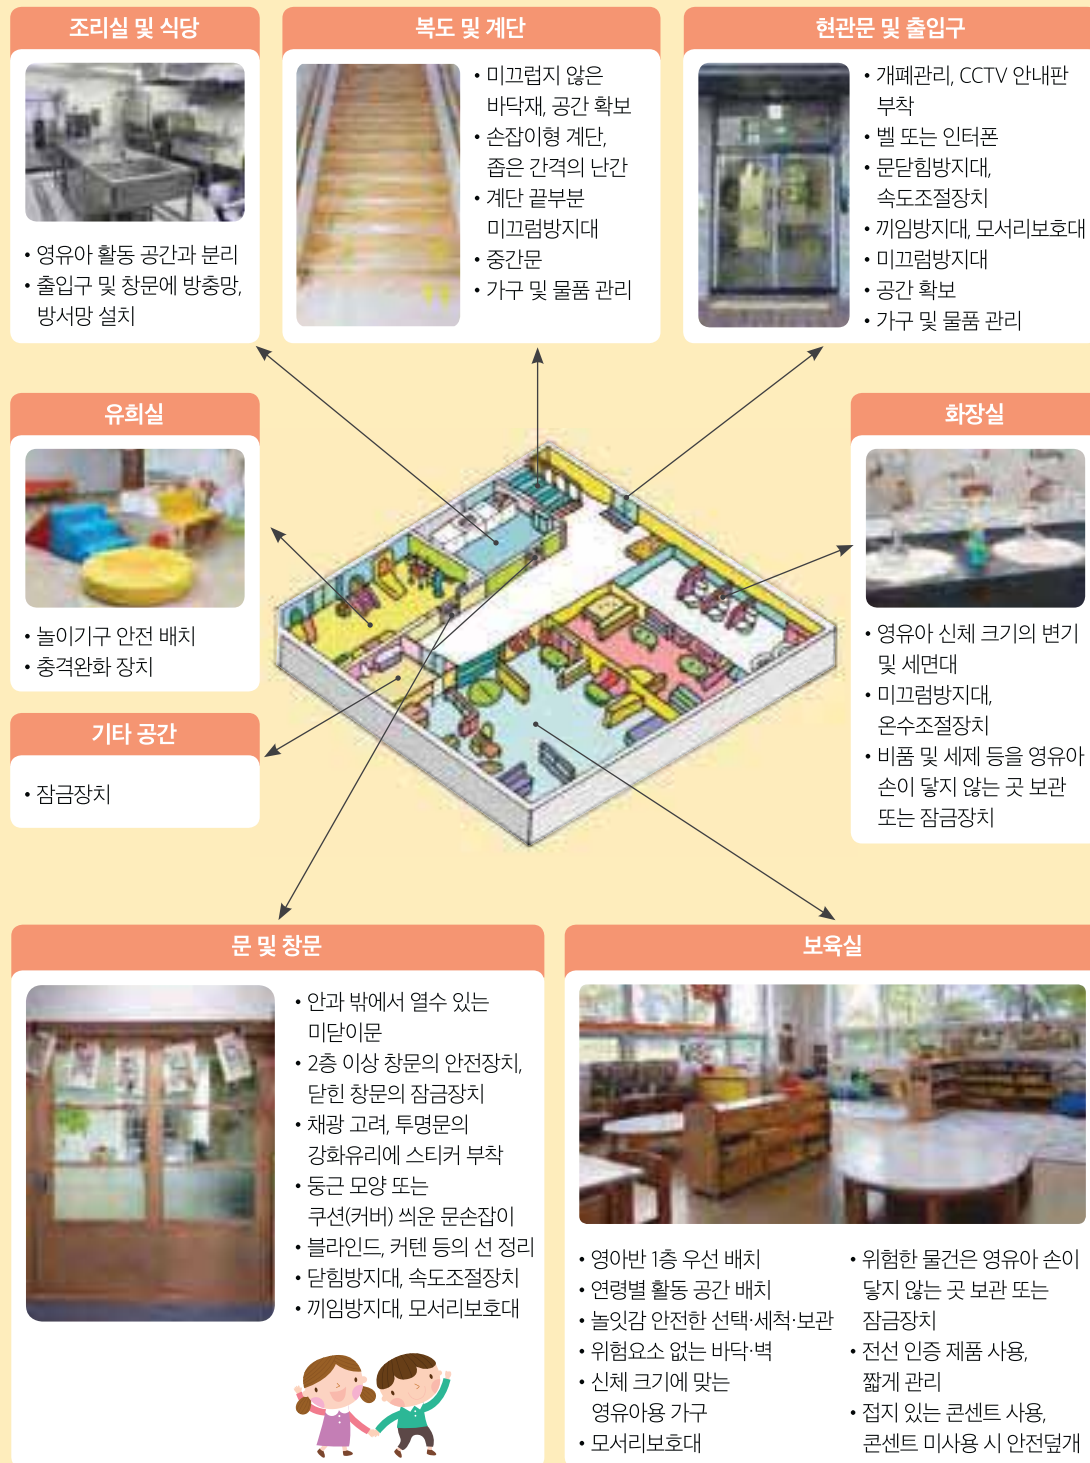 조리실 및 식당
• 영유아 활동 공간과 분리
• 출입구 및 창문에 방충망,
방서망 설치
복도 및 계단
• 미끄럽지 않은
바닥재, 공간 확보
• 손잡이형 계단,
좁은 간격의 난간
• 계단 끝부분
미끄럼방지대
• 중간문
• 가구 및 물품 관리
현관문 및 출입구
• 개폐관리, CCTV 안내판
부착
• 벨 또는 인터폰
• 문닫힘방지대,
속도조절장치
• 끼임방지대, 모서리보호대
• 미끄럼방지대
• 공간 확보
• 가구 및 물품 관리
유희실
• 놀이기구 안전 배치
• 충격완화 장치
기타 공간
• 잠금장치
화장실
• 영유아 신체 크기의 변기
및 세면대
• 미끄럼방지대,
온수조절장치
• 비품 및 세제 등을 영유아
손이 닿지 않는 곳 보관
또는 잠금장치
문 및 창문
• 안과 밖에서 열수 있는
미닫이문
• 2층 이상 창문의 안전장치,
닫힌 창문의 잠금장치
• 채광 고려, 투명문의
강화유리에 스티커 부착
• 둥근 모양 또는
쿠션(커버) 씌운 문손잡이
• 블라인드, 커텐 등의 선 정리
• 닫힘방지대, 속도조절장치
• 끼임방지대, 모서리보호대
보육실
• 영아반 1층 우선 배치
• 연령별 활동 공간 배치
• 놀잇감 안전한 선택·세척·보관
• 위험요소 없는 바닥·벽
• 신체 크기에 맞는
영유아용 가구
• 모서리보호대
• 위험한 물건은 영유아 손이
닿지 않는 곳 보관 또는
잠금장치
• 전선 인증 제품 사용,
짧게 관리
• 접지 있는 콘센트 사용,
콘센트 미사용 시 안전덮개